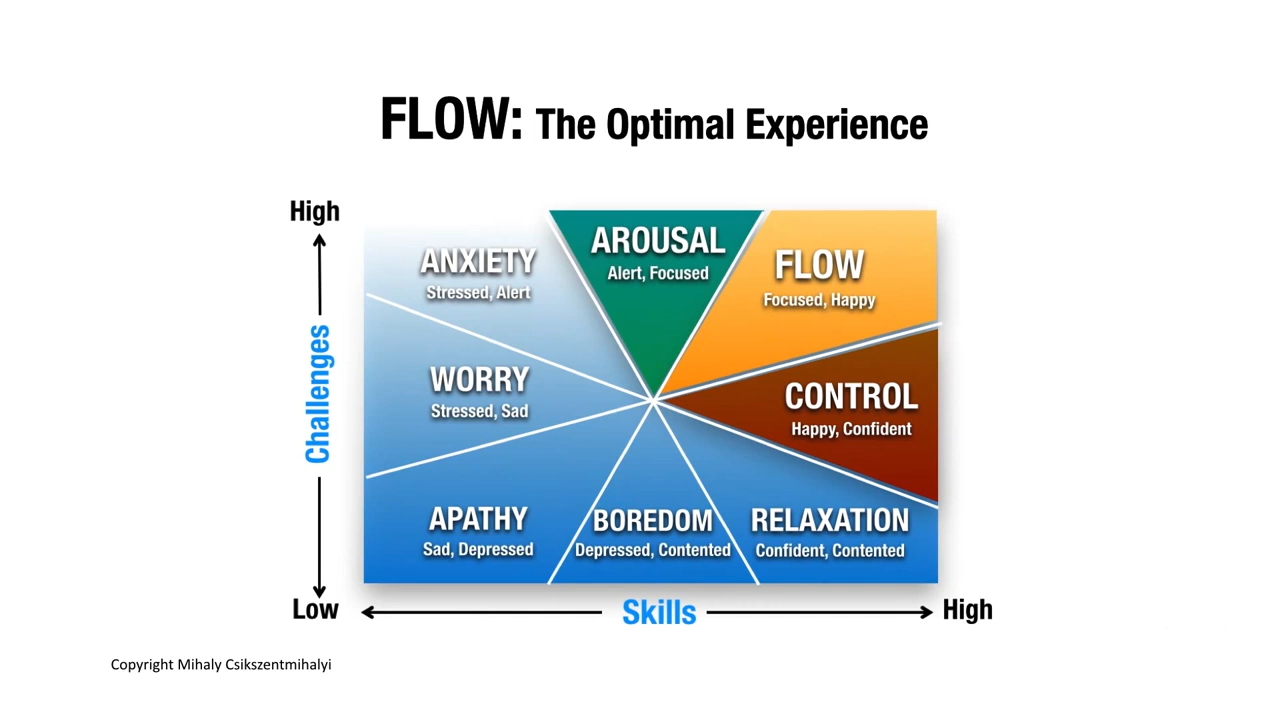 FLOW: The Optimal Experience
High
AROUSAL
Alert, Focused
ANXIETY
Stressed, Alert
FLOW
Focused, Happy
Challenges
WORRY
Stressed, Sad
CONTROL
Happy, Confident
APATHY
Sad, Depressed
BOREDOM
Depressed, Contented
RELAXATION
Confident, Contented
Low
Skills
High
Copyright Mihaly Csikszentmihalyi